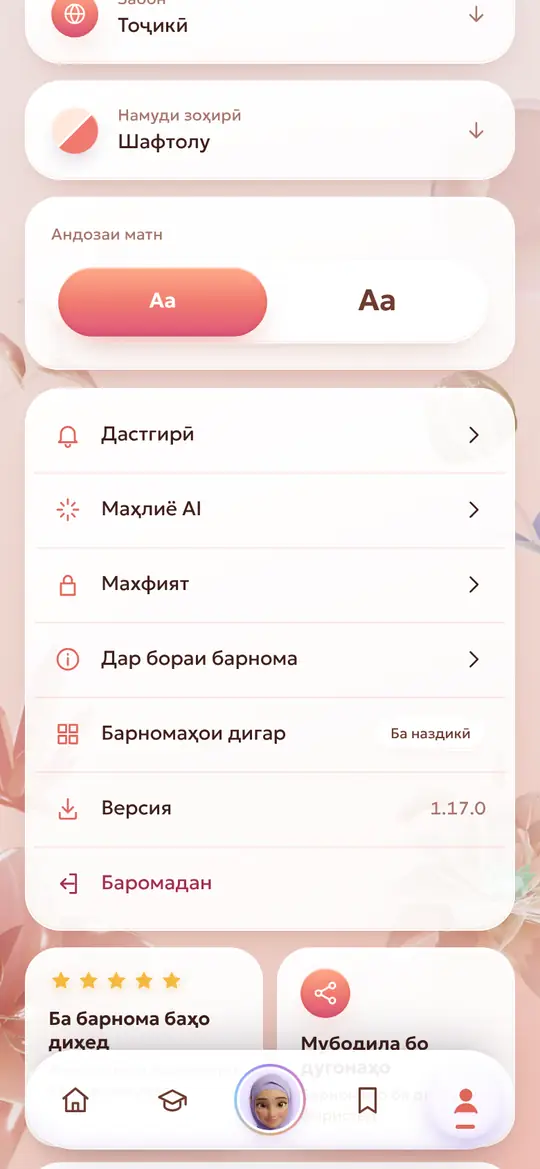 Забон
Тоҷикӣ
Намуди зоҳирӣ
Шафтолу
Андозаи матн
Aa
Aa
Дастгирӣ
Маҳлиё AI
Махфият
Дар бораи барнома
Барномаҳои дигар
Ба наздикӣ
Версия
1.17.0
Баромадан
Ба барнома баҳо
диҳед
Мубодила бо
дугонаҳо